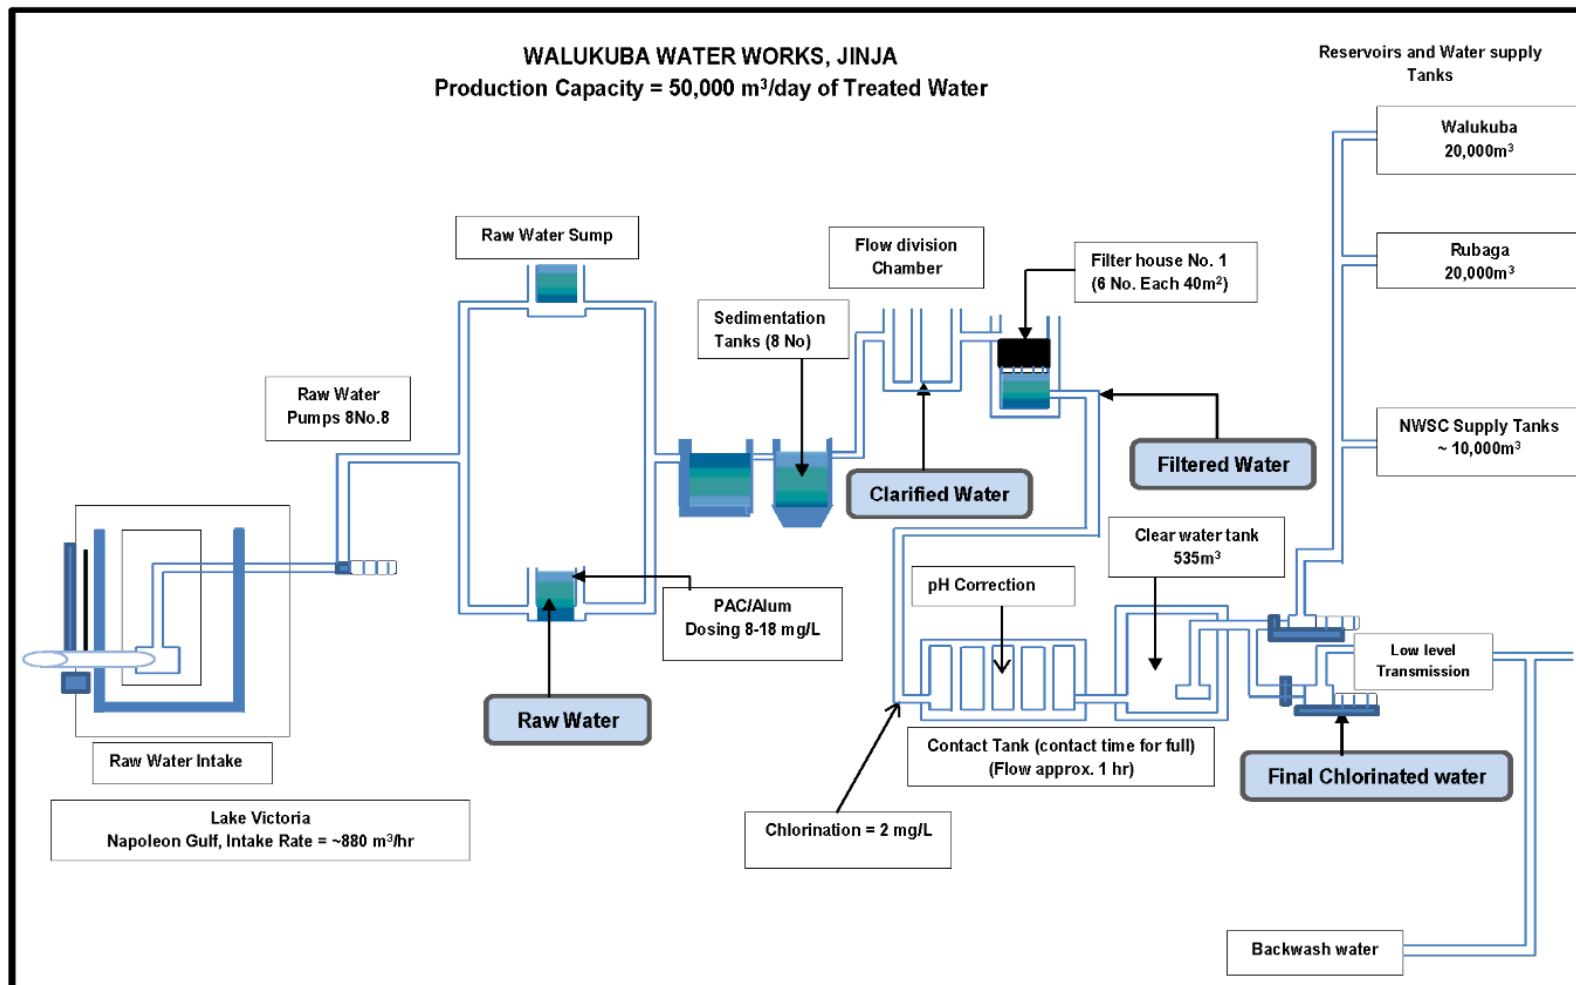 WALUKUBA WATER WORKS, JINJA
Production Capacity = 50,000 m³/day of Treated Water
Reservoirs and Water supply
Tanks
Walukuba
20,000m³
Rubaga
20,000m³
NWSC Supply Tanks
~ 10,000m³
Raw Water Sump
Flow division
Chamber
Filter house No. 1
(6 No. Each 40m²)
Sedimentation
Tanks (8 No)
Raw Water
Pumps 8No.8
Clarified Water
Filtered Water
Clear water tank
535m³
pH Correction
PAC/Alum
Dosing 8-18 mg/L
Raw Water
Low level
Transmission
Raw Water Intake
Contact Tank (contact time for full)
(Flow approx. 1 hr)
Final Chlorinated water
Lake Victoria
Napoleon Gulf, Intake Rate = ~880 m³/hr
Chlorination = 2 mg/L
Backwash water